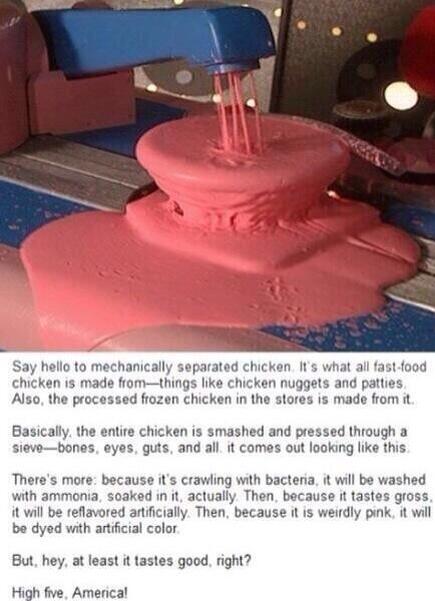 Say hello to mechanically separated chicken. It's what all fast-food
chicken is made from—things like chicken nuggets and patties.
Also, the processed frozen chicken in the stores is made from it.
Basically, the entire chicken is smashed and pressed through a
sieve—bones, eyes, guts, and all. it comes out looking like this.
There's more: because it's crawling with bacteria, it will be washed
with ammonia, soaked in it, actually. Then, because it tastes gross,
it will be reflavored artificially. Then, because it is weirdly pink, it will
be dyed with artificial color.
But, hey, at least it tastes good, right?
High five, America!